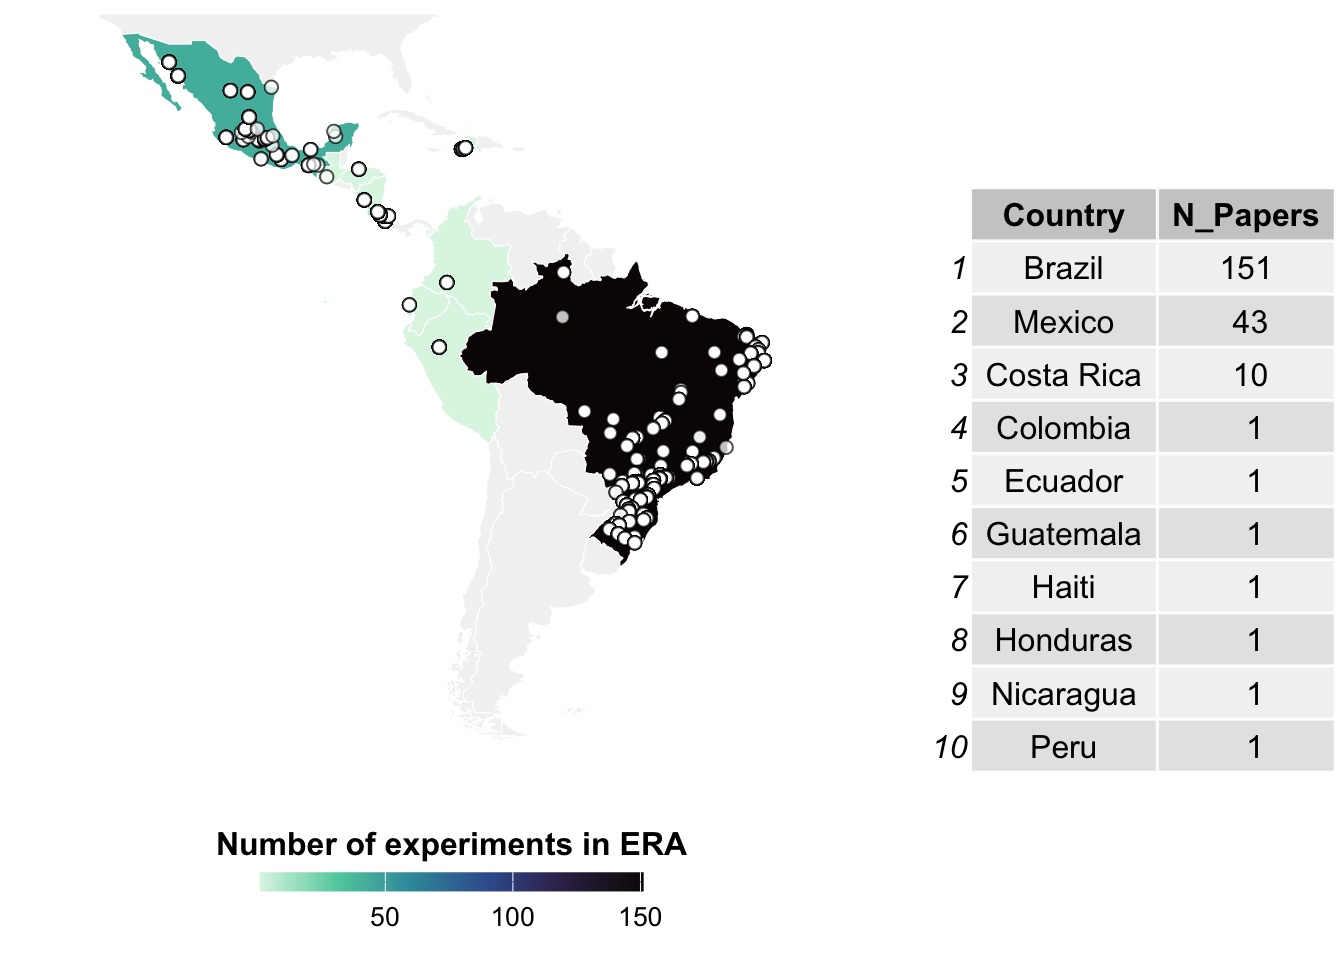 Country N_Papers
1 Brazil 151
2 Mexico 43
3 Costa Rica 10
4 Colombia 1
5 Ecuador 1
6 Guatemala 1
7 Haiti 1
8 Honduras 1
9 Nicaragua 1
10 Peru 1
Number of experiments in ERA
50 100 150